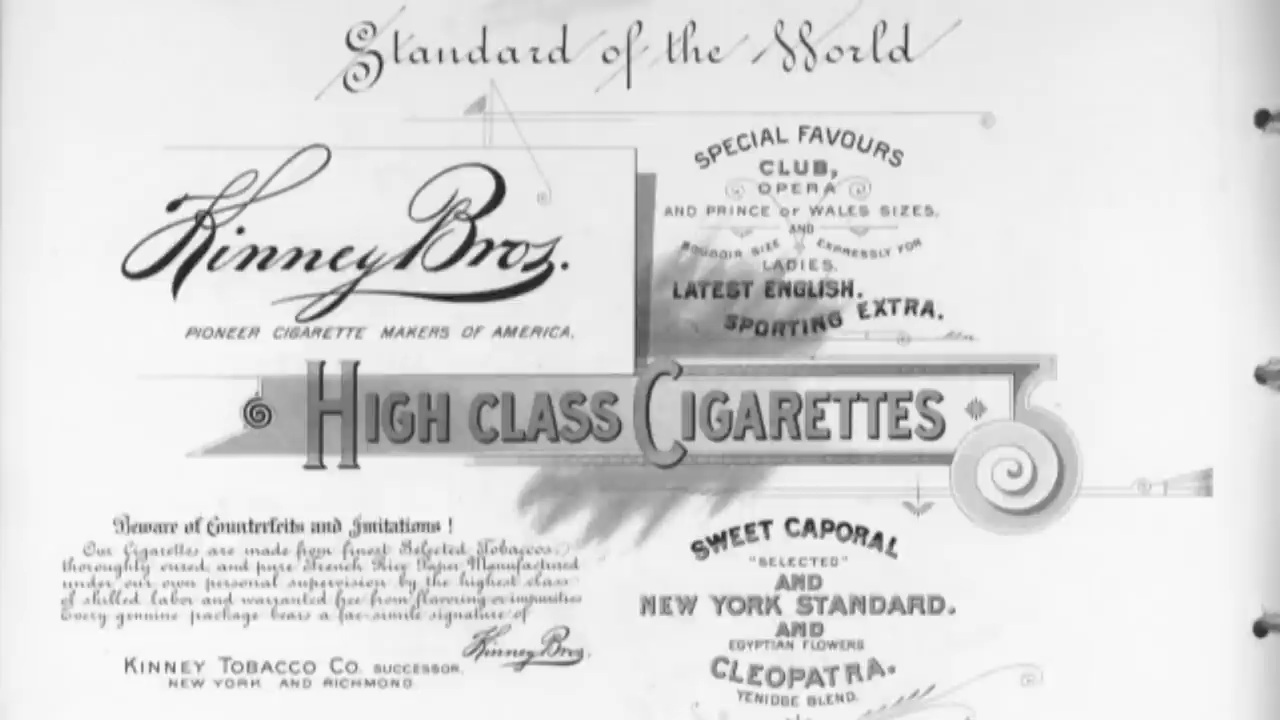 Standard of the World
Kinney Bros.
PIONEER CIGARETTE MAKERS OF AMERICA.
SPECIAL FAVOURS
CLUB,
OPERA
AND PRINCE OF WALES SIZES.
AND
BOUDOIR SIZE EXPRESSLY FOR
LADIES.
LATEST ENGLISH.
SPORTING EXTRA.
HIGH CLASS CIGARETTES
Beware of Counterfeits and Imitations!
Our Cigarettes are made from finest Selected Tobaccos,
thoroughly cured, and pure French Rice Paper Manufactured
under our own personal supervision by the highest class
of skilled labor and warranted free from flavoring or impurities
Every genuine package bears a fac-simile signature of
Kinney Bros.
KINNEY TOBACCO CO. SUCCESSOR.
NEW YORK AND RICHMOND
SWEET CAPORAL
"SELECTED"
AND
NEW YORK STANDARD.
AND
EGYPTIAN FLOWERS
CLEOPATRA.
YENIDGE BLEND.